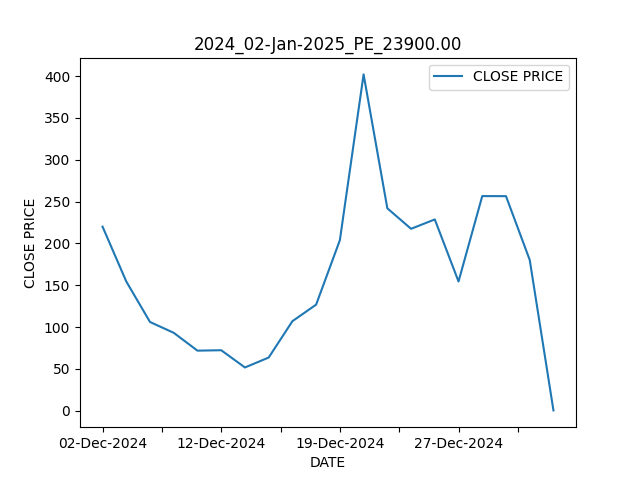 2024_02-Jan-2025_PE_23900.00
CLOSE PRICE
400
350
300
250
200
150
100
50
0
CLOSE PRICE
02-Dec-2024 12-Dec-2024 19-Dec-2024 27-Dec-2024
DATE